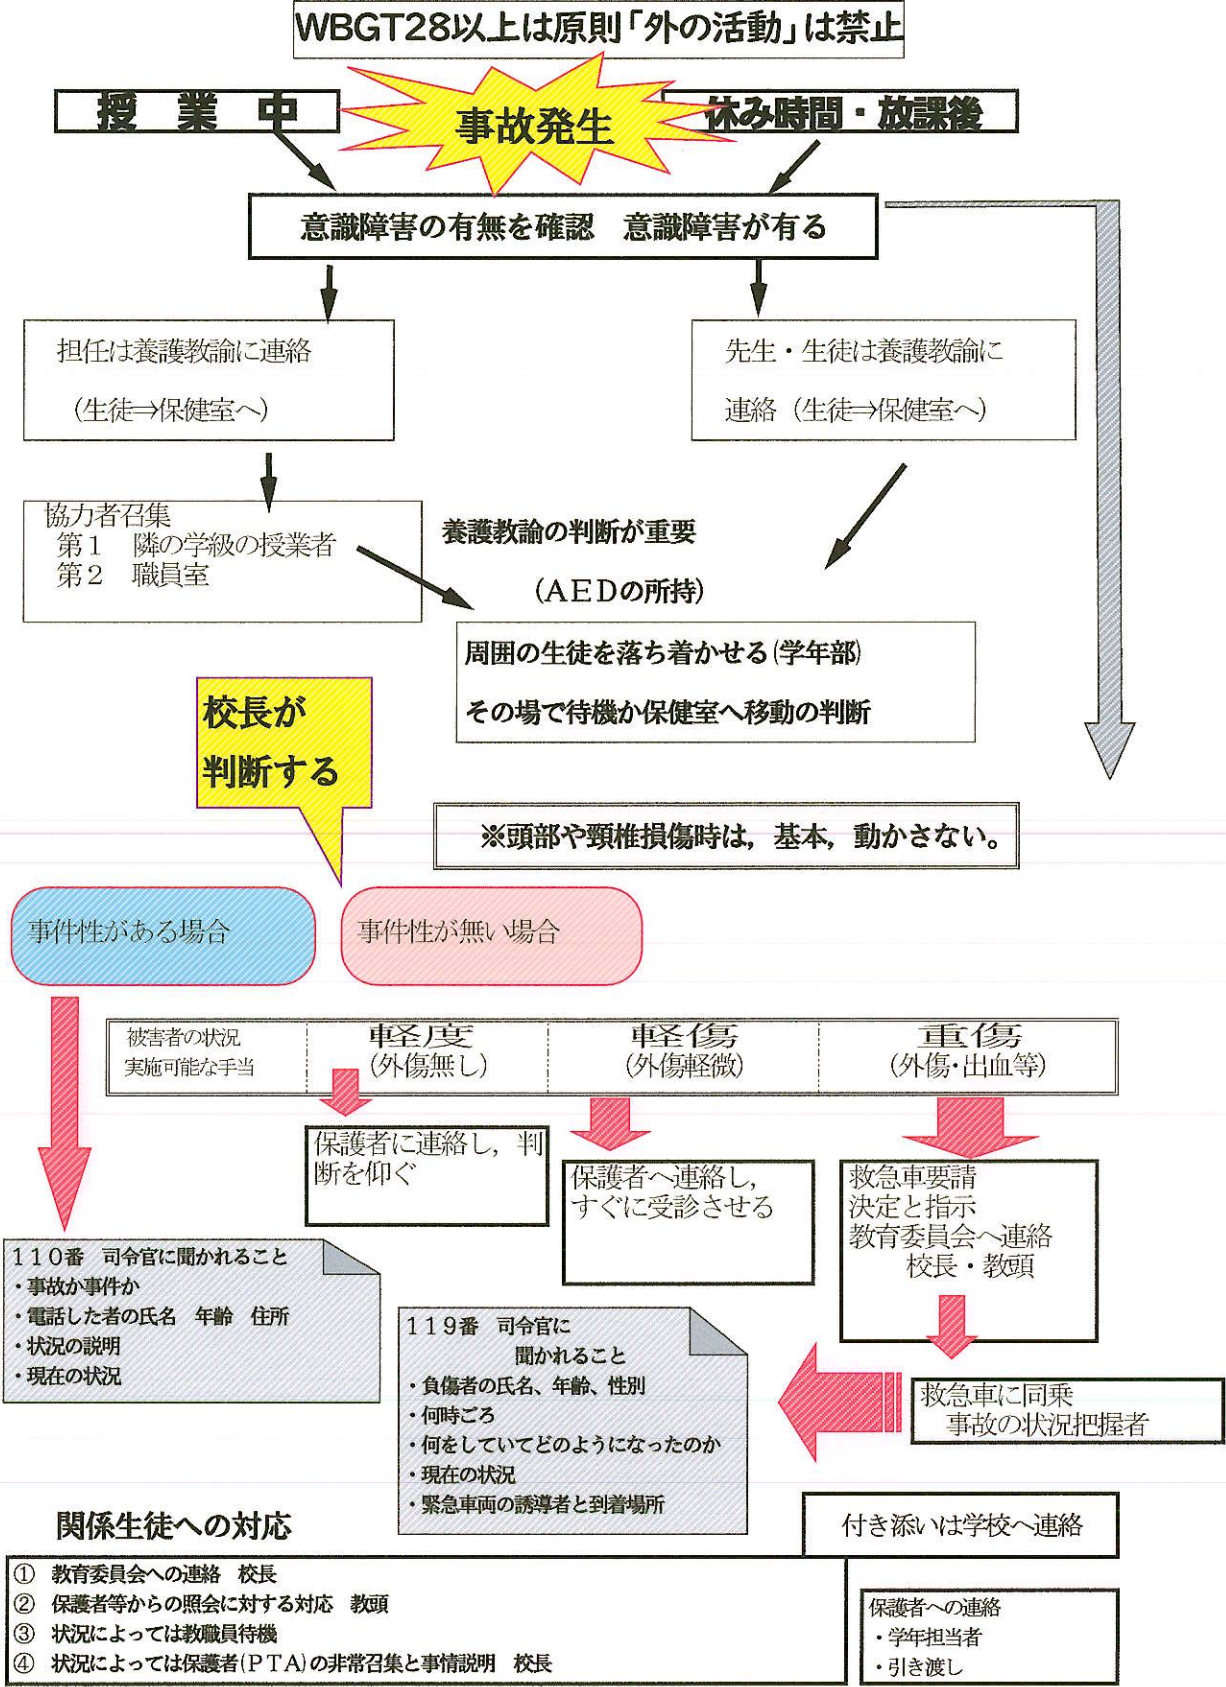 WBGT28以上は原則「外の活動」は禁止
授　業　中
事故発生
休み時間・放課後
意識障害の有無を確認　意識障害が有る
担任は養護教諭に連絡
（生徒⇒保健室へ）
先生・生徒は養護教諭に
連絡（生徒⇒保健室へ）
協力者召集
第１　隣の学級の授業者
第２　職員室
養護教諭の判断が重要
（ＡＥＤの所持）
周囲の生徒を落ち着かせる(学年部)
その場で待機か保健室へ移動の判断
校長が
判断する
※頭部や頸椎損傷時は，基本，動かさない。
事件性がある場合
事件性が無い場合
被害者の状況
実施可能な手当
軽度
(外傷無し)
軽傷
(外傷軽微)
重傷
(外傷・出血等)
保護者に連絡し，判
断を仰ぐ
保護者へ連絡し，
すぐに受診させる
救急車要請
決定と指示
教育委員会へ連絡
校長・教頭
１１０番　司令官に聞かれること
・事故か事件か
・電話した者の氏名　年齢　住所
・状況の説明
・現在の状況
１１９番　司令官に
聞かれること
・負傷者の氏名、年齢、性別
・何時ごろ
・何をしていてどのようになったのか
・現在の状況
・緊急車両の誘導者と到着場所
救急車に同乗
事故の状況把握者
関係生徒への対応
付き添いは学校へ連絡
①　教育委員会への連絡　校長
②　保護者等からの照会に対する対応　教頭
③　状況によっては教職員待機
④　状況によっては保護者(ＰＴＡ)の非常召集と事情説明　校長
保護者への連絡
・学年担当者
・引き渡し